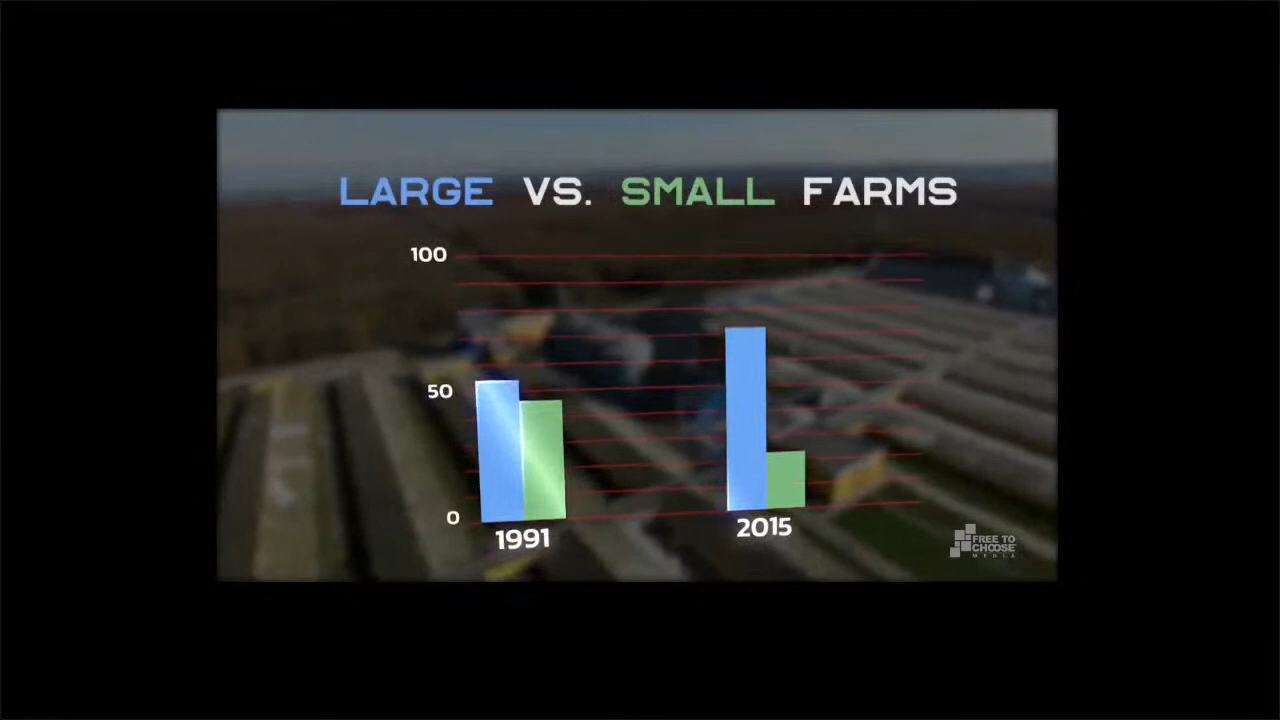 LARGE VS. SMALL FARMS
100
50
0
1991
2015
FREE TO
CHOOSE
MEDIA